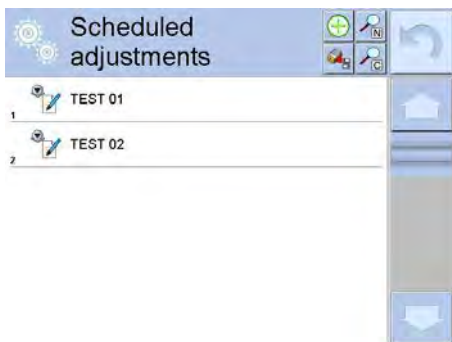 Scheduled
adjustments
N
C
1 TEST 01
2 TEST 02